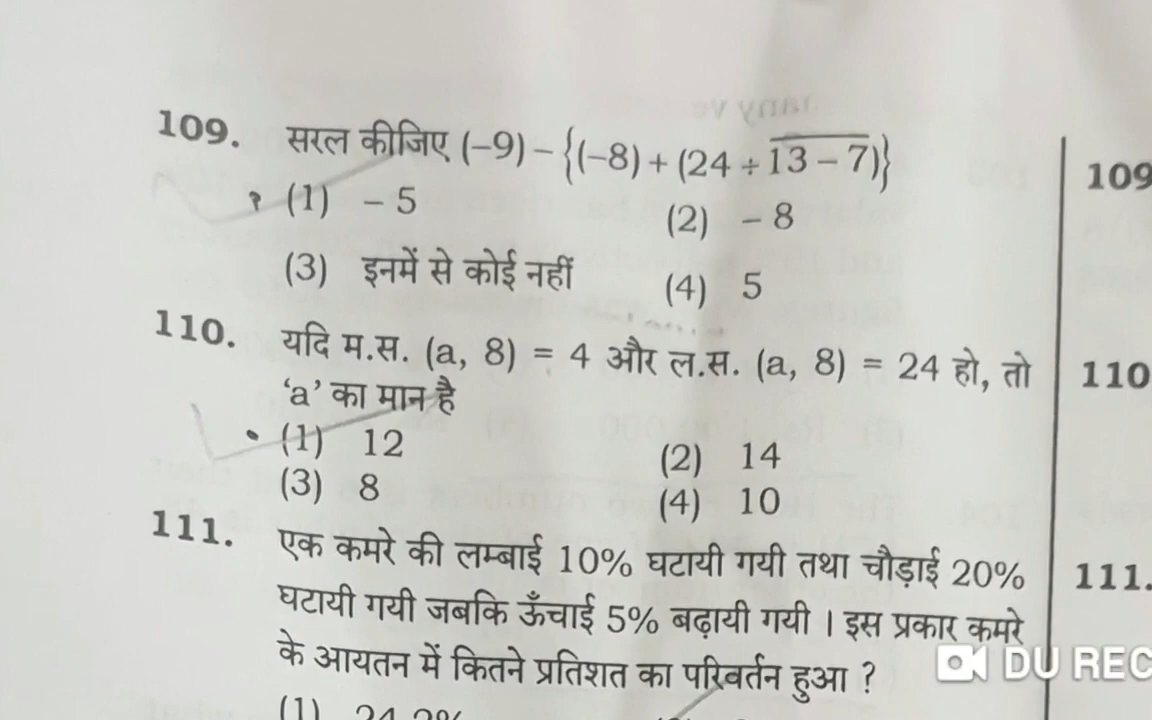 109. सरल कीजिए (–9) – {(–8) + (24 ÷ 13 – 7)}
(1) – 5 (2) – 8
(3) इनमें से कोई नहीं (4) 5
110. यदि म.स. (a, 8) = 4 और ल.स. (a, 8) = 24 हो, तो
‘a’ का मान है
(1) 12 (2) 14
(3) 8 (4) 10
111. एक कमरे की लम्बाई 10% घटायी गयी तथा चौड़ाई 20%
घटायी गयी जबकि ऊँचाई 5% बढ़ायी गयी । इस प्रकार कमरे
के आयतन में कितने प्रतिशत का परिवर्तन हुआ ?
(1)
109
110
111.
DU REC